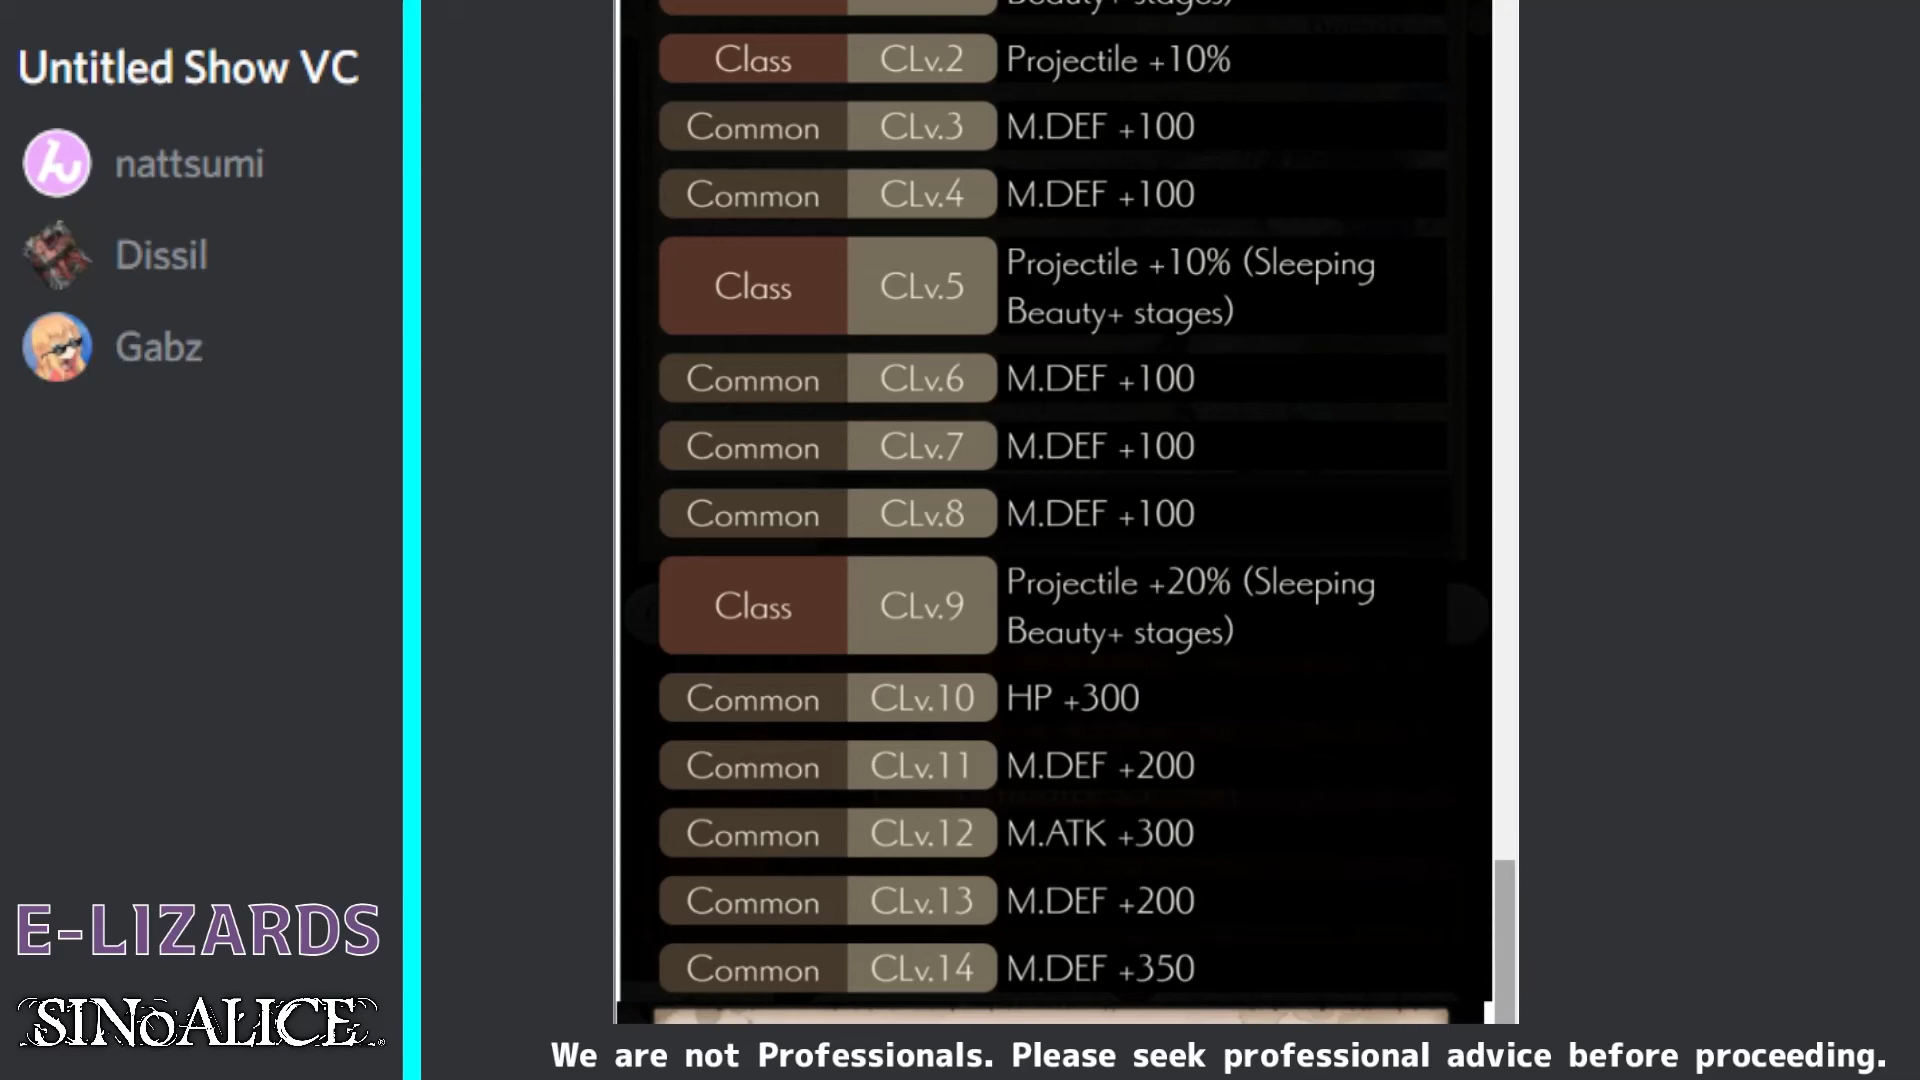 Untitled Show VC
nattsumi
Dissil
Gabz
E-LIZARDS
SINoALICE
Beauty+ stages)
Class CLv.2 Projectile +10%
Common CLv.3 M.DEF +100
Common CLv.4 M.DEF +100
Class CLv.5 Projectile +10% (Sleeping
Beauty+ stages)
Common CLv.6 M.DEF +100
Common CLv.7 M.DEF +100
Common CLv.8 M.DEF +100
Class CLv.9 Projectile +20% (Sleeping
Beauty+ stages)
Common CLv.10 HP +300
Common CLv.11 M.DEF +200
Common CLv.12 M.ATK +300
Common CLv.13 M.DEF +200
Common CLv.14 M.DEF +350
We are not Professionals. Please seek professional advice before proceeding.